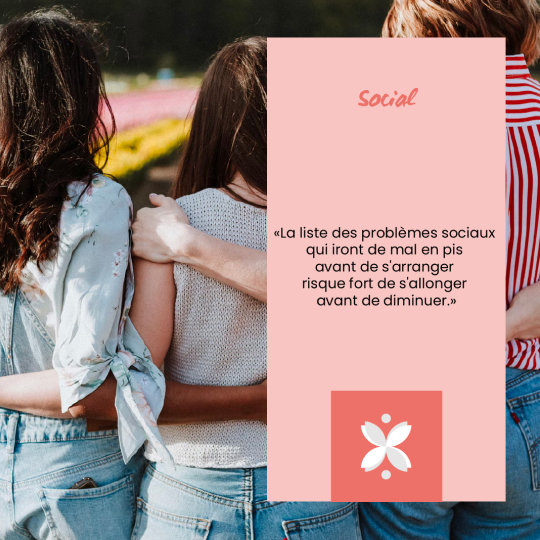 Social
«La liste des problèmes sociaux
qui iront de mal en pis
avant de s'arranger
risque fort de s'allonger
avant de diminuer.»